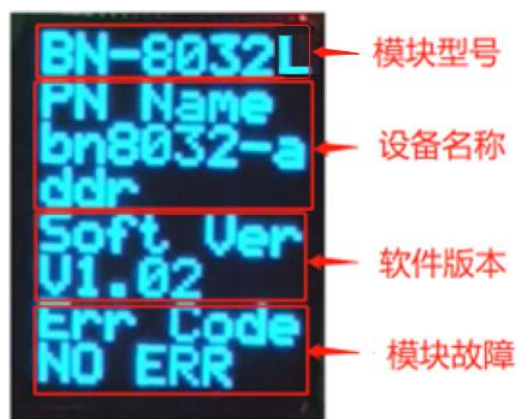 BN-8032L
模块型号
PN Name
bn8032-a
ddr
设备名称
Soft Ver
V1.02
软件版本
Err Code
NO ERR
模块故障